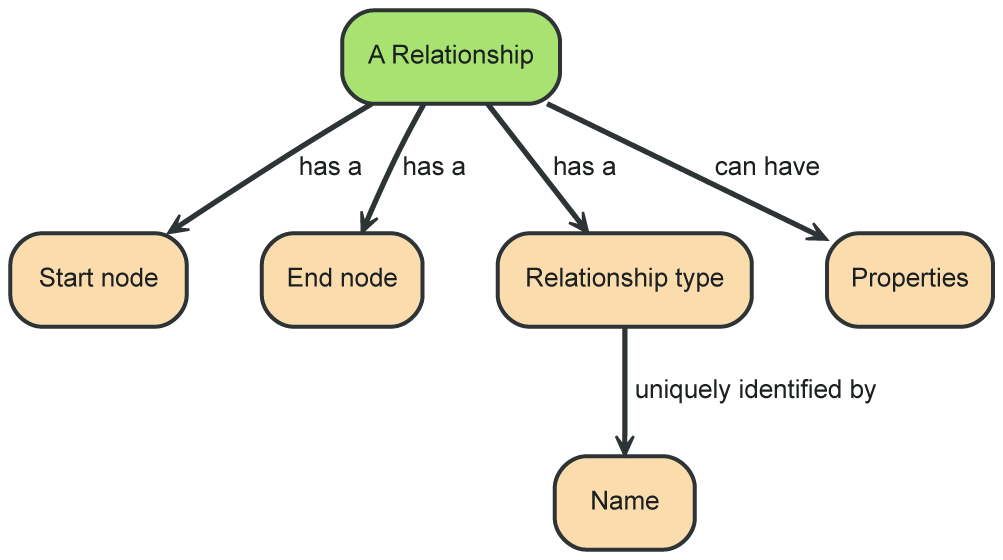 A Relationship
has a
has a
has a
can have
Start node
End node
Relationship type
Properties
uniquely identified by
Name